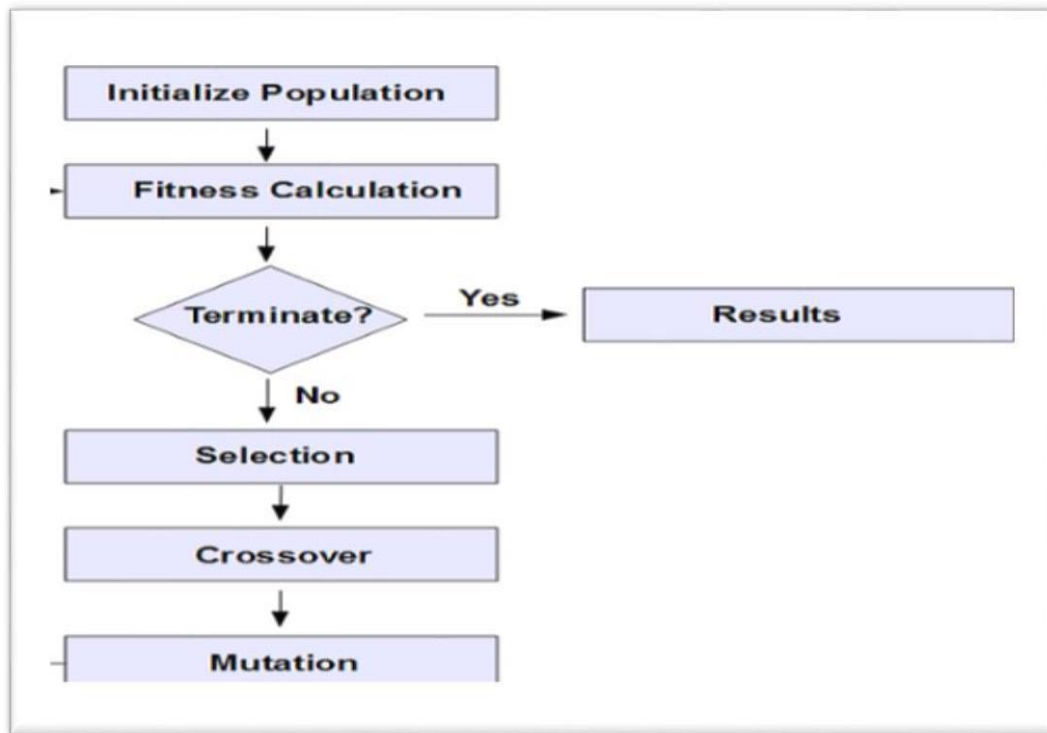 Initialize Population
Fitness Calculation
Terminate?
Yes
Results
No
Selection
Crossover
Mutation